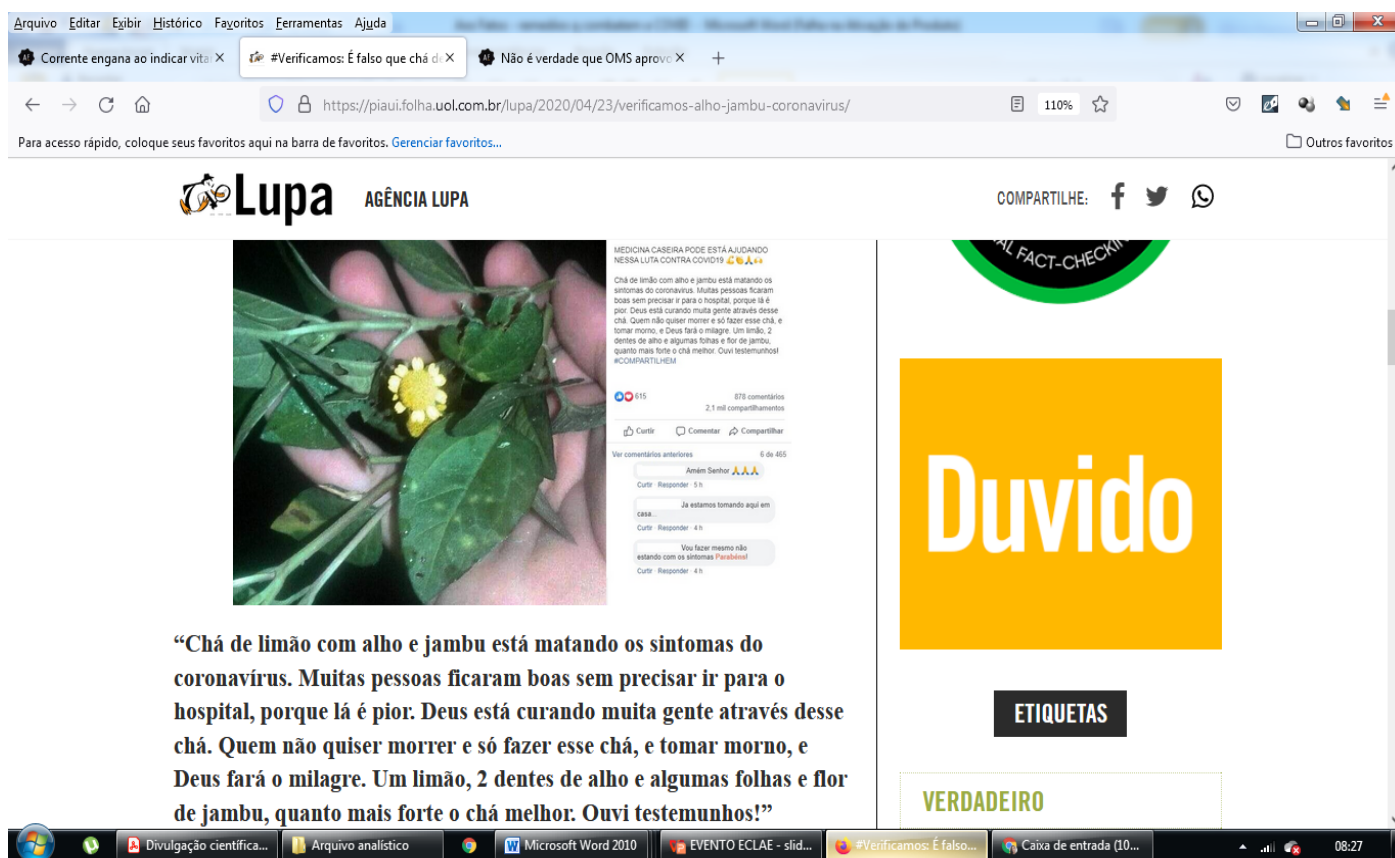 Arquivo Editar Exibir Histórico Favoritos Ferramentas Ajuda
Corrente engana ao indicar vita
#Verificamos: É falso que chá d
Não é verdade que OMS aprovo
https://piaui.folha.uol.com.br/lupa/2020/04/23/verificamos-alho-jambu-coronavirus/
110%
Para acesso rápido, coloque seus favoritos aqui na barra de favoritos. Gerenciar favoritos...
Outros favoritos
Lupa
AGÊNCIA LUPA
COMPARTILHE:
MEDICINA CASEIRA PODE ESTÁ AJUDANDO
NESSA LUTA CONTRA COVID19
Chá de limão com alho e jambu está matando os
sintomas do coronavírus. Muitas pessoas ficaram
boas sem precisar ir para o hospital, porque lá é
pior. Deus está curando muita gente através desse
chá. Quem não quiser morrer e só fazer esse chá, e
tomar morno, e Deus fará o milagre. Um limão, 2
dentes de alho e algumas folhas e flor de jambu,
quanto mais forte o chá melhor. Ouvi testemunhos!
#COMPARTILHEM
615
878 comentários
2,1 mil compartilhamentos
Curtir Comentar Compartilhar
Ver comentários anteriores 6 de 465
Amém Senhor
Curtir · Responder · 5 h
Ja estamos tomando aqui em
casa...
Curtir · Responder · 4 h
Vou fazer mesmo não
estando com os sintomas Parabéns!
Curtir · Responder · 4 h
FACT-CHECKIN
Duvido
ETIQUETAS
VERDADEIRO
“Chá de limão com alho e jambu está matando os sintomas do
coronavírus. Muitas pessoas ficaram boas sem precisar ir para o
hospital, porque lá é pior. Deus está curando muita gente através desse
chá. Quem não quiser morrer e só fazer esse chá, e tomar morno, e
Deus fará o milagre. Um limão, 2 dentes de alho e algumas folhas e flor
de jambu, quanto mais forte o chá melhor. Ouvi testemunhos!”
Divulgação científica...
Arquivo analístico
Microsoft Word 2010
EVENTO ECLAE - slid...
#Verificamos: É falso...
Caixa de entrada (10...
08:27